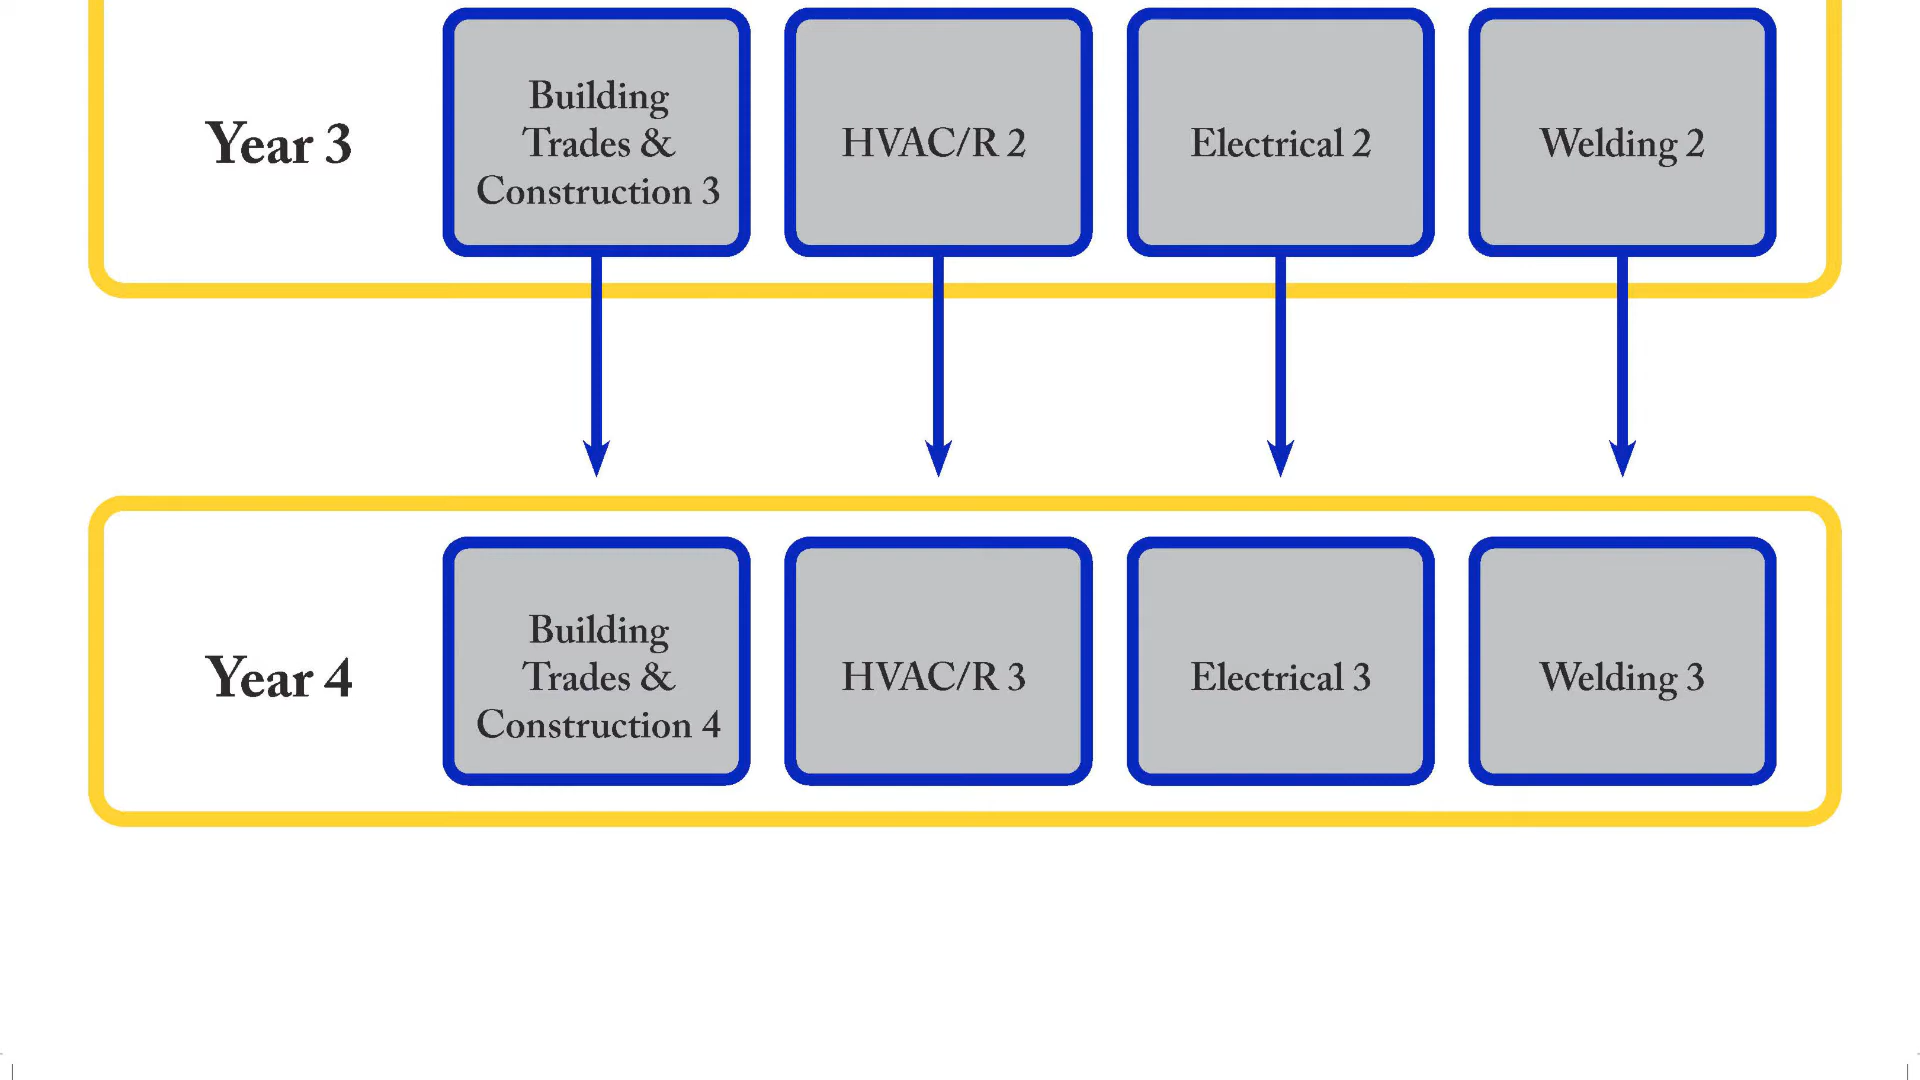 Year 3
Building
Trades &
Construction 3
HVAC/R 2
Electrical 2
Welding 2
Year 4
Building
Trades &
Construction 4
HVAC/R 3
Electrical 3
Welding 3